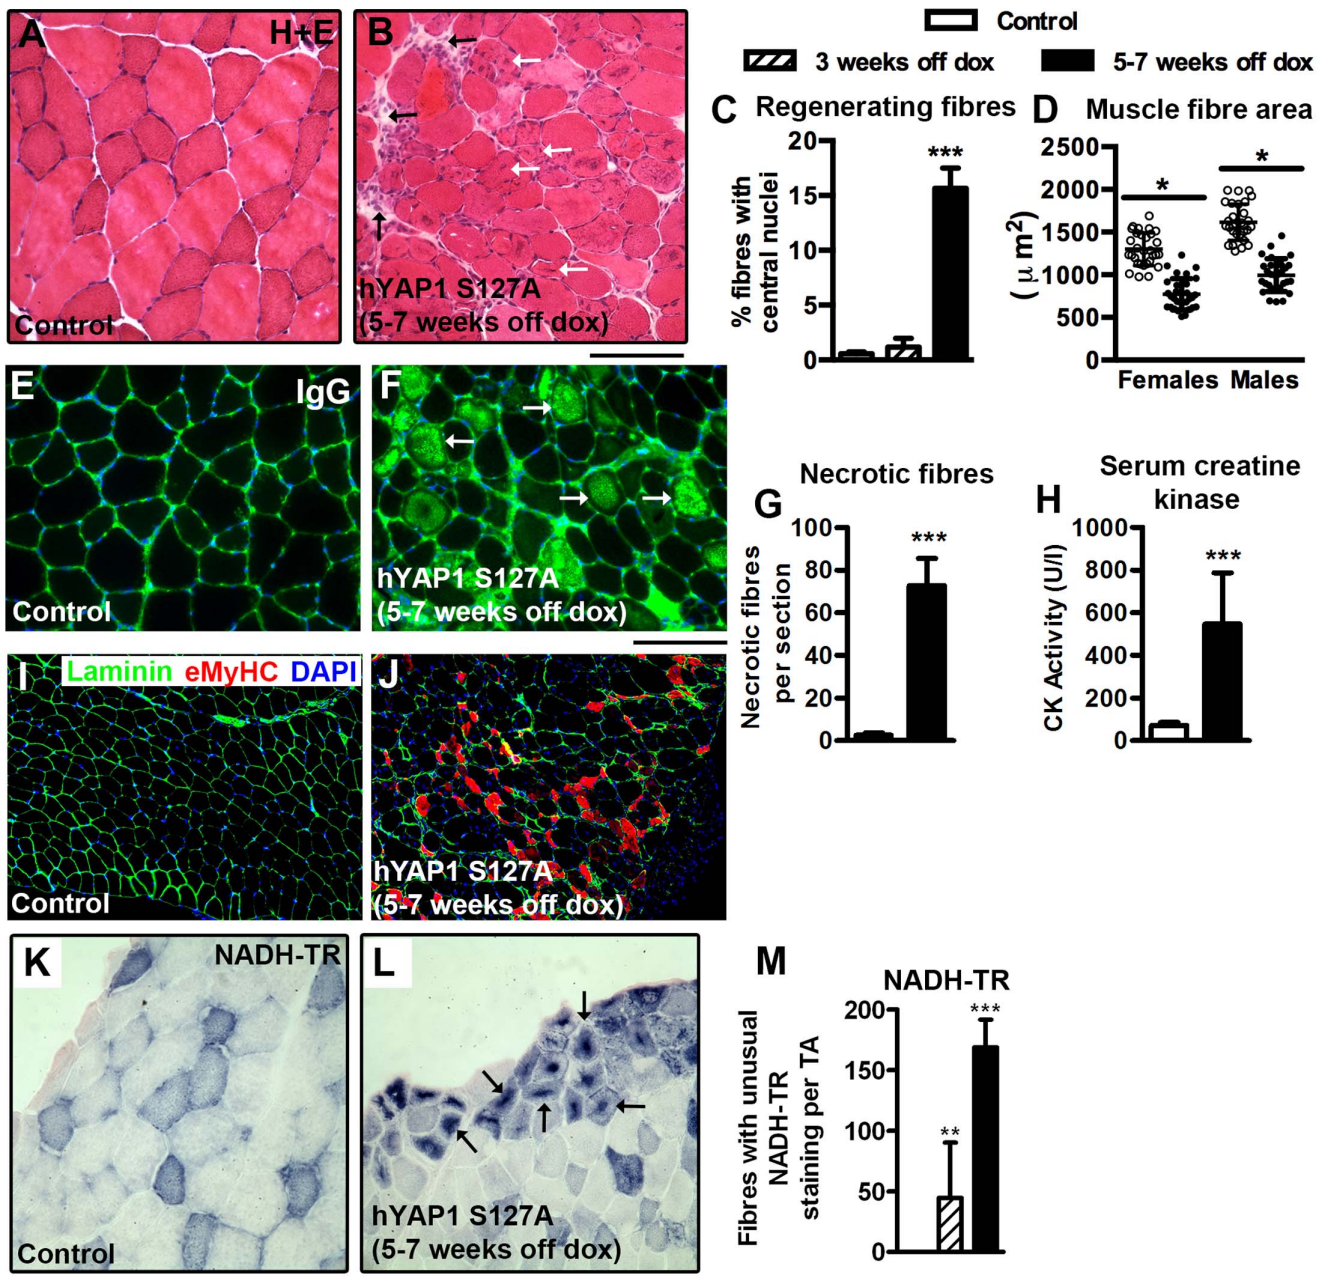 A
H+E
Control
B
hYAP1 S127A
(5-7 weeks off dox)
Control
3 weeks off dox
5-7 weeks off dox
C
Regenerating fibres
% fibres with
central nuclei
20
15
10
5
0
***
D
Muscle fibre area
(μ m²)
2500
2000
1500
1000
500
0
*
*
Females
Males
E
IgG
Control
F
hYAP1 S127A
(5-7 weeks off dox)
G
Necrotic fibres
Necrotic fibres
per section
100
80
60
40
20
0
***
H
Serum creatine
kinase
CK Activity (U/l)
1000
800
600
400
200
0
***
I
Laminin eMyHC DAPI
Control
J
hYAP1 S127A
(5-7 weeks off dox)
K
NADH-TR
Control
L
hYAP1 S127A
(5-7 weeks off dox)
M
NADH-TR
Fibres with unusual
NADH-TR
staining per TA
200
150
100
50
0
**
***